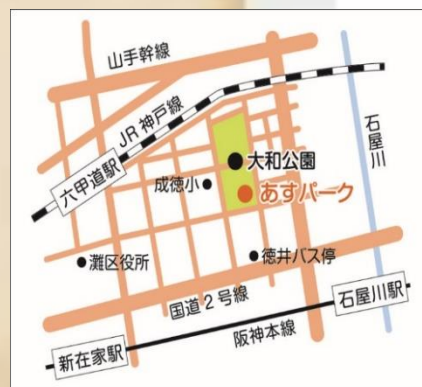 山手幹線
JR神戸線
六甲道駅
石屋川
大和公園
成徳小
あすパーク
灘区役所
徳井バス停
国道2号線
石屋川駅
阪神本線
新在家駅